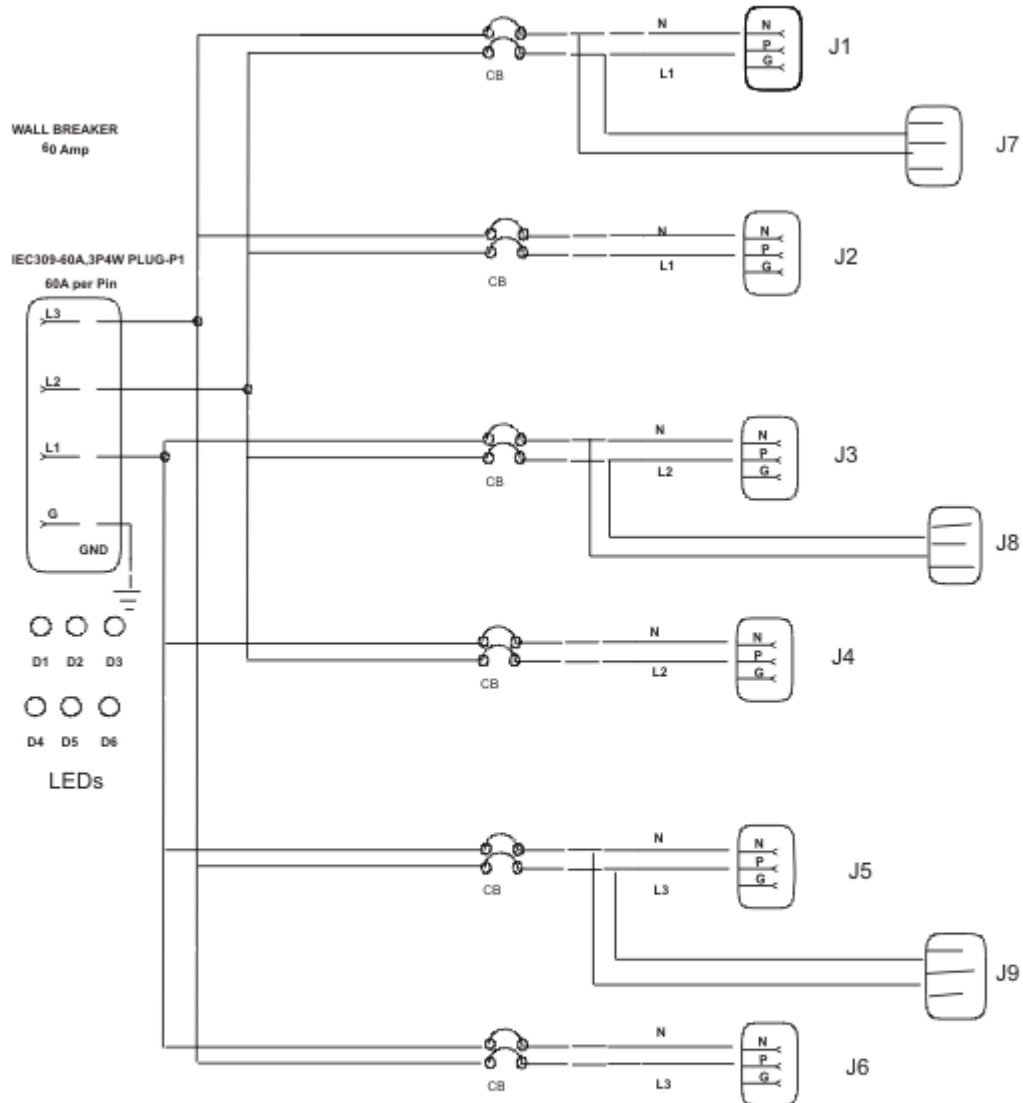 N
N
P
G
J1
CB
L1
WALL BREAKER
60 Amp
J7
N
N
P
G
J2
L1
CB
IEC309-60A,3P4W PLUG-P1
60A per Pin
L3
L2
L1
G
GND
N
N
P
G
J3
L2
CB
J8
D1 D2 D3
N
N
P
G
J4
L2
CB
D4 D5 D6
LEDs
N
N
P
G
J5
L3
CB
J9
N
N
P
G
J6
L3
CB